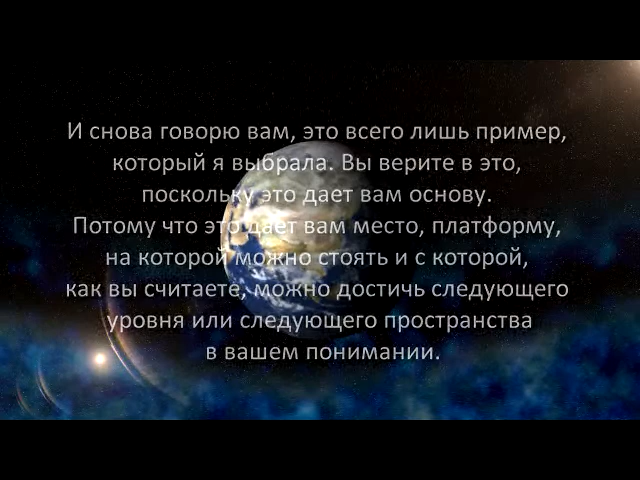 И снова говорю вам, это всего лишь пример,
который я выбрала. Вы верите в это,
поскольку это дает вам основу.
Потому что это дает вам место, платформу,
на которой можно стоять и с которой,
как вы считаете, можно достичь следующего
уровня или следующего пространства
в вашем понимании.